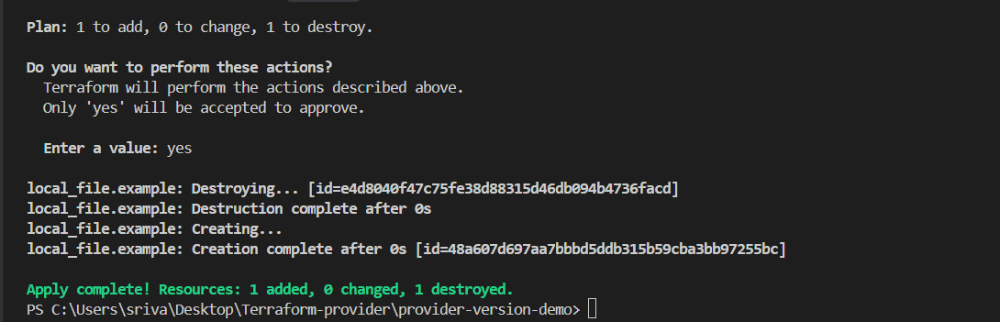 Plan: 1 to add, 0 to change, 1 to destroy.
Do you want to perform these actions?
Terraform will perform the actions described above.
Only 'yes' will be accepted to approve.
Enter a value: yes
local_file.example: Destroying... [id=e4d8040f47c75fe38d88315d46db094b4736facd]
local_file.example: Destruction complete after 0s
local_file.example: Creating...
local_file.example: Creation complete after 0s [id=48a607d697aa7bbbd5ddb315b59cba3bb97255bc]
Apply complete! Resources: 1 added, 0 changed, 1 destroyed.
PS C:\Users\sriva\Desktop\Terraform-provider\provider-version-demo>